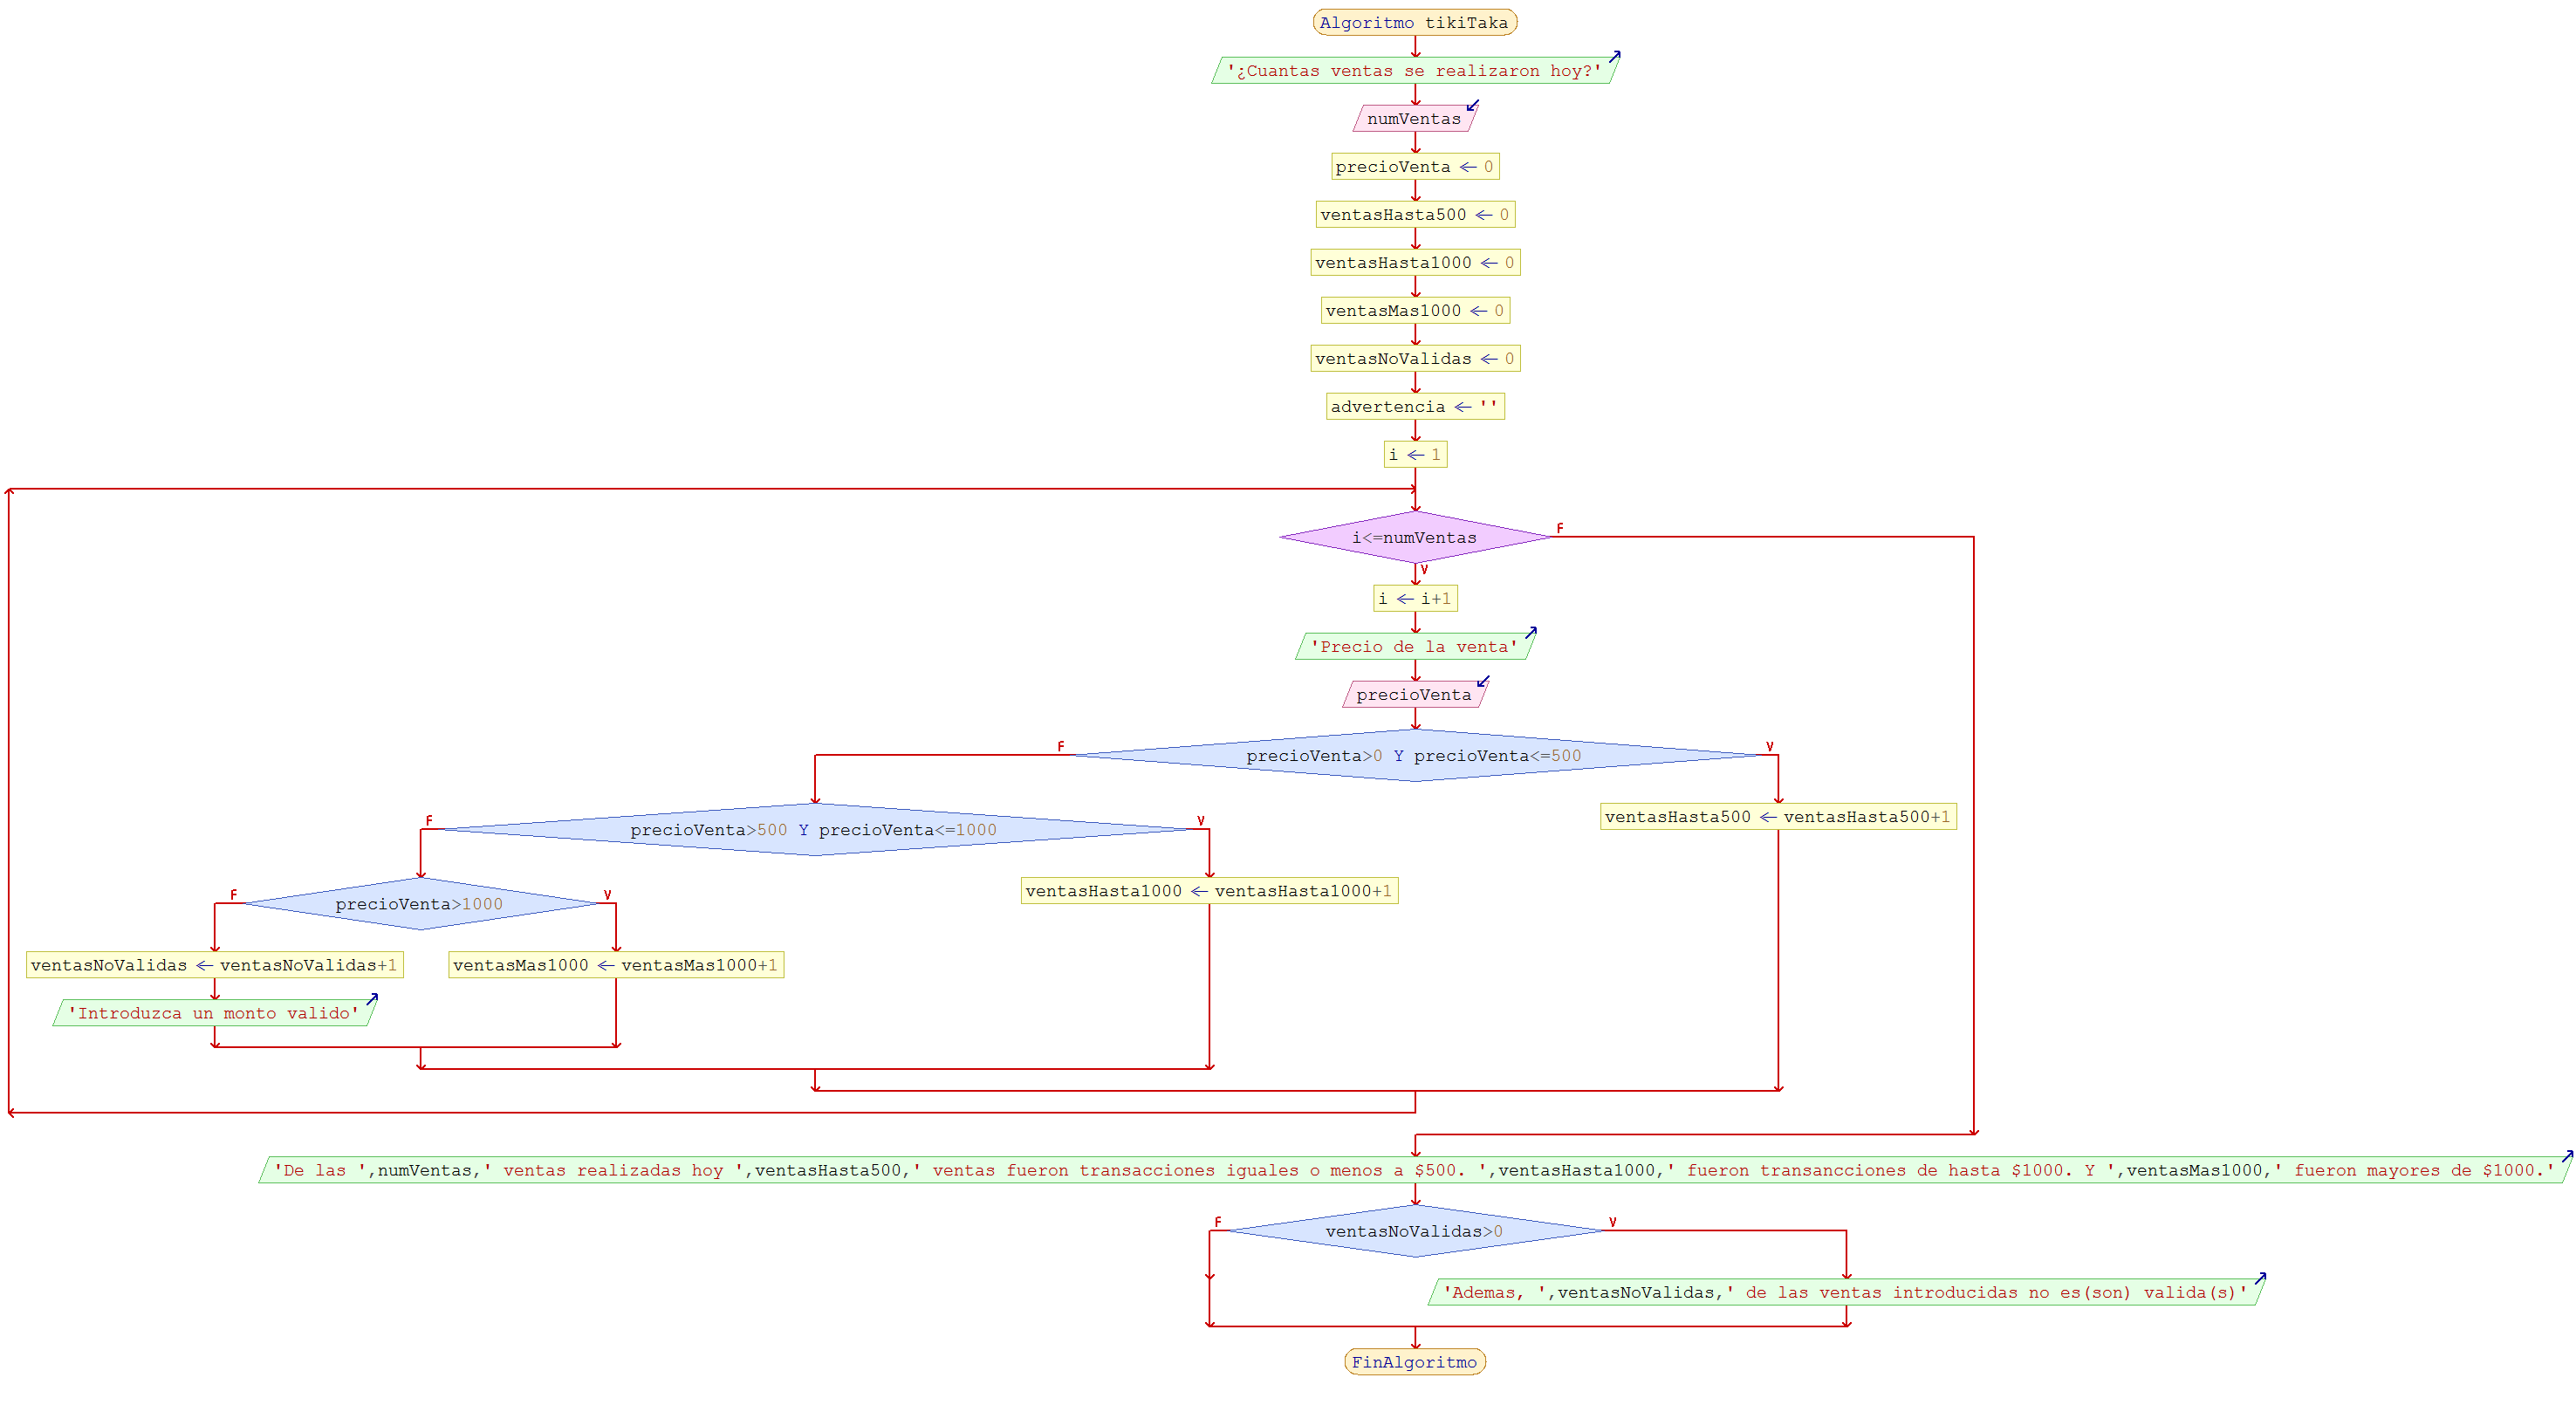 Algoritmo tikiTaka
'¿Cuantas ventas se realizaron hoy?'
numVentas
precioVenta ← 0
ventasHasta500 ← 0
ventasHasta1000 ← 0
ventasMas1000 ← 0
ventasNoValidas ← 0
advertencia ← ''
i ← 1
i<=numVentas
F
V
i ← i+1
'Precio de la venta'
precioVenta
F
V
precioVenta>0 Y precioVenta<=500
F
V
precioVenta>500 Y precioVenta<=1000
ventasHasta500 ← ventasHasta500+1
F
V
precioVenta>1000
ventasHasta1000 ← ventasHasta1000+1
ventasNoValidas ← ventasNoValidas+1
ventasMas1000 ← ventasMas1000+1
'Introduzca un monto valido'
'De las ',numVentas,' ventas realizadas hoy ',ventasHasta500,' ventas fueron transacciones iguales o menos a $500. ',ventasHasta1000,' fueron transancciones de hasta $1000. Y ',ventasMas1000,' fueron mayores de $1000.'
F
V
ventasNoValidas>0
'Ademas, ',ventasNoValidas,' de las ventas introducidas no es(son) valida(s)'
FinAlgoritmo